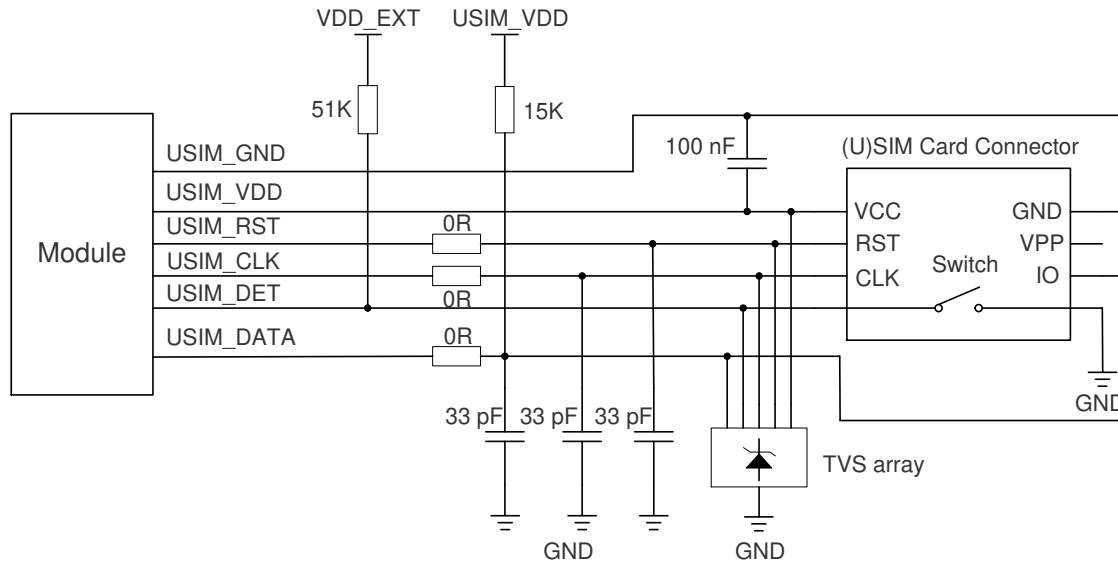 VDD_EXT USIM_VDD
51K 15K
USIM_GND
100 nF (U)SIM Card Connector
USIM_VDD
VCC GND
USIM_RST 0R
RST VPP
Module
USIM_CLK
Switch
CLK IO
USIM_DET 0R
USIM_DATA 0R
GND
33 pF 33 pF 33 pF
TVS array
GND GND